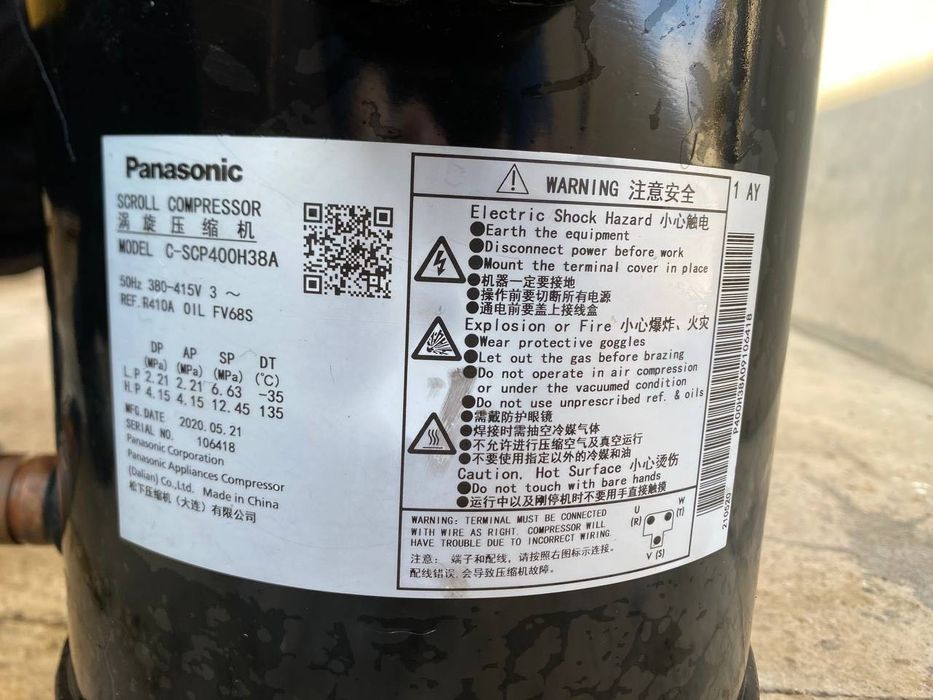 Panasonic
SCROLL COMPRESSOR
涡旋压缩机
MODEL C-SCP400H38A
50Hz 380-415V 3 ~
REF.R410A OIL FV68S
DP AP SP DT
(MPa) (MPa) (MPa) (℃)
L.P 2.21 2.21 6.63 -35
H.P 4.15 4.15 12.45 135
MFG.DATE 2020.05.21
SERIAL NO. 106418
Panasonic Corporation
Panasonic Appliances Compressor
(Dalian) Co.,Ltd. Made in China
松下压缩机(大连)有限公司
WARNING 注意安全
Electric Shock Hazard 小心触电
●Earth the equipment
●Disconnect power before work
●Mount the terminal cover in place
●机器一定要接地
●操作前要切断所有电源
●通电前要盖上接线盒
Explosion or Fire 小心爆炸、火灾
●Wear protective goggles
●Let out the gas before brazing
●Do not operate in air compression
or under the vacuumed condition
●Do not use unprescribed ref. & oils
●需戴防护眼镜
●焊接时需抽空冷媒气体
●不允许进行压缩空气及真空运行
●不要使用指定以外的冷媒和油
Caution, Hot Surface 小心烫伤
●Do not touch with bare hands
●运行中以及刚停机时不要用手直接触摸
WARNING: TERMINAL MUST BE CONNECTED
WITH WIRE AS RIGHT. COMPRESSOR WILL
HAVE TROUBLE DUE TO INCORRECT WIRING.
注意: 端子和配线, 请按照右图标示连接。
配线错误,会导致压缩机故障。
U W
(R) (T)
V (S)
1 AY
P400H38A09106418
210520